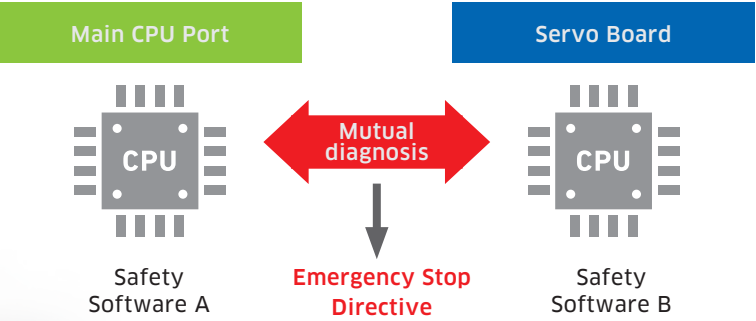 Main CPU Port
Servo Board
CPU
Mutual
diagnosis
CPU
Safety
Software A
Emergency Stop
Directive
Safety
Software B